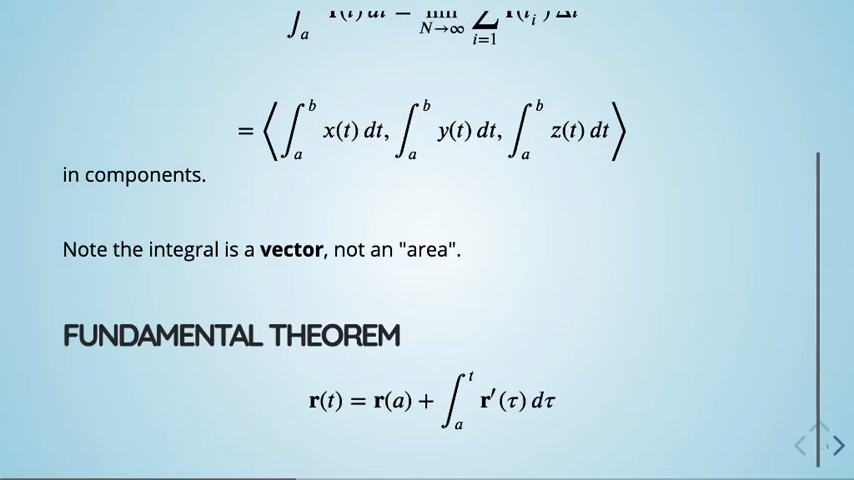 N→∞
i=1
= ⟨∫_a^b x(t) dt, ∫_a^b y(t) dt, ∫_a^b z(t) dt⟩
in components.
Note the integral is a vector, not an "area".
FUNDAMENTAL THEOREM
r(t) = r(a) + ∫_a^t r′(τ) dτ